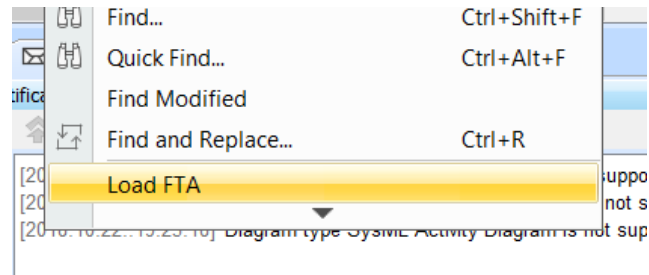 Find... Ctrl+Shift+F
Quick Find... Ctrl+Alt+F
Find Modified
Find and Replace... Ctrl+R
Load FTA
not
Diagram type SysML Activity Diagram is not